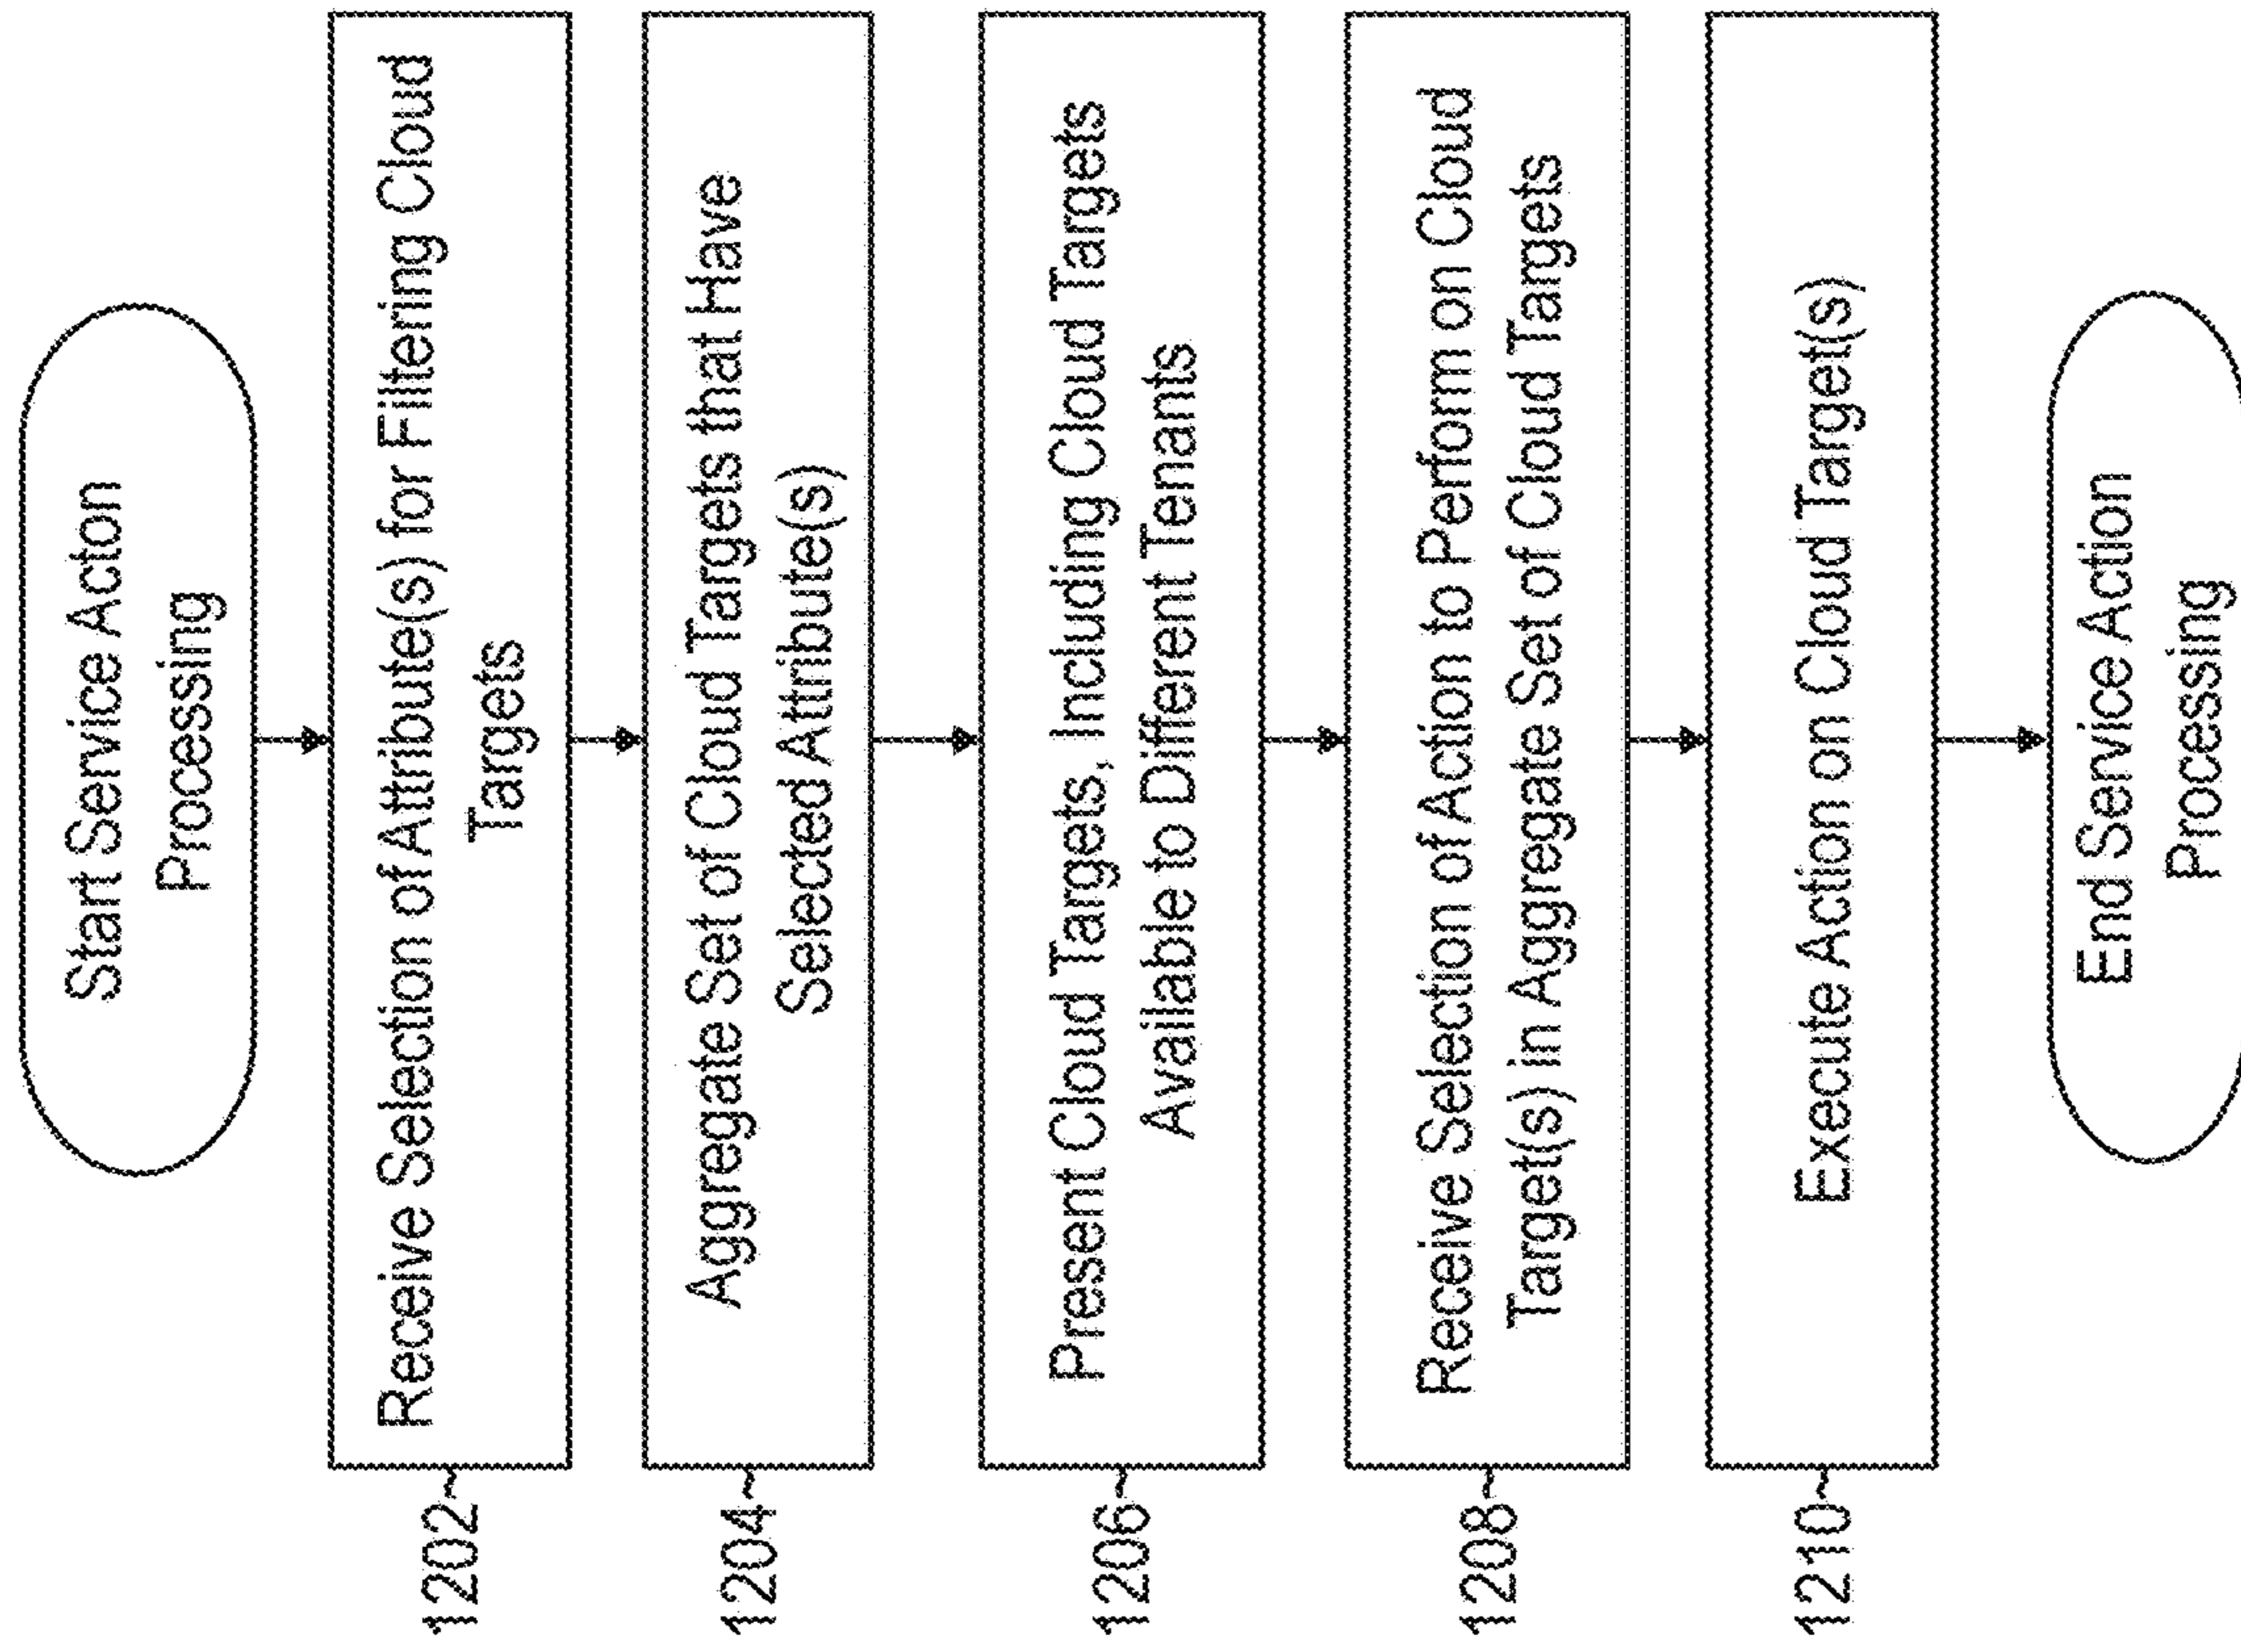 Start Service Acton
Processing
1202
Receive Selection of Attribute(s) for Filtering Cloud
Targets
1204
Aggregate Set of Cloud Targets that Have
Selected Attribute(s)
1206
Present Cloud Targets, Including Cloud Targets
Available to Different Tenants
1208
Receive Selection of Action to Perform on Cloud
Target(s) in Aggregate Set of Cloud Targets
1210
Execute Action on Cloud Target(s)
End Service Action
Processing